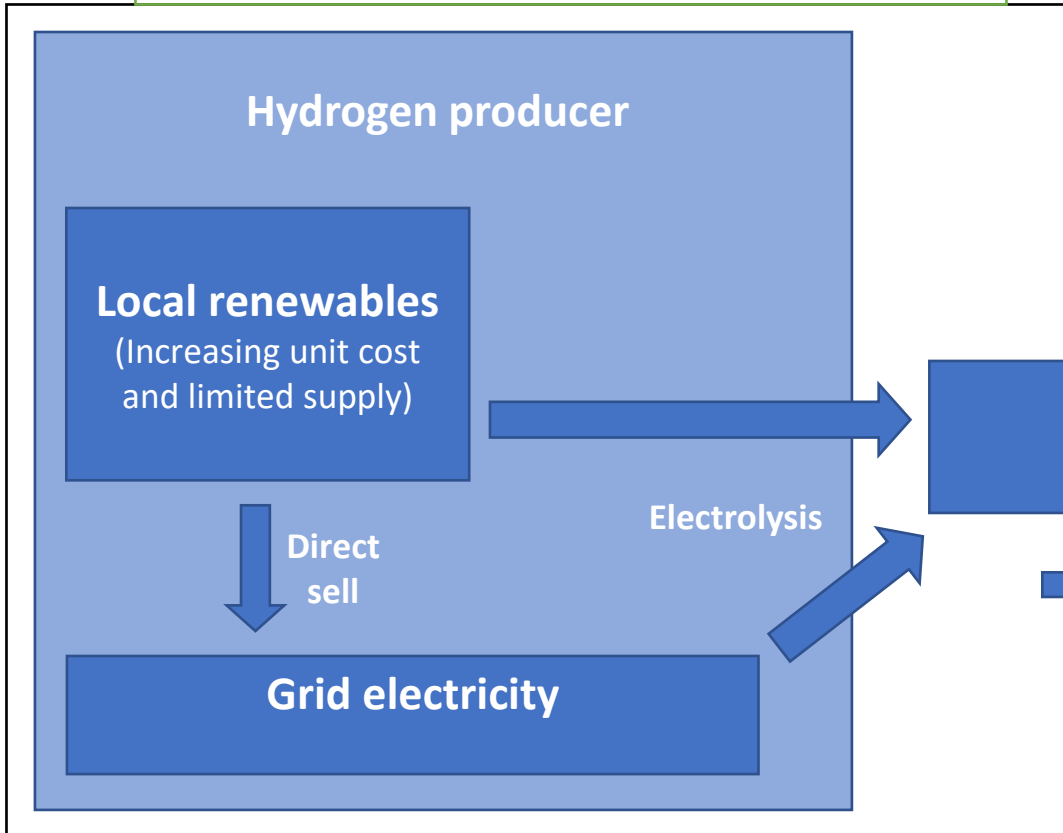 Hydrogen producer
Local renewables
(Increasing unit cost
and limited supply)
Electrolysis
Direct
sell
Grid electricity